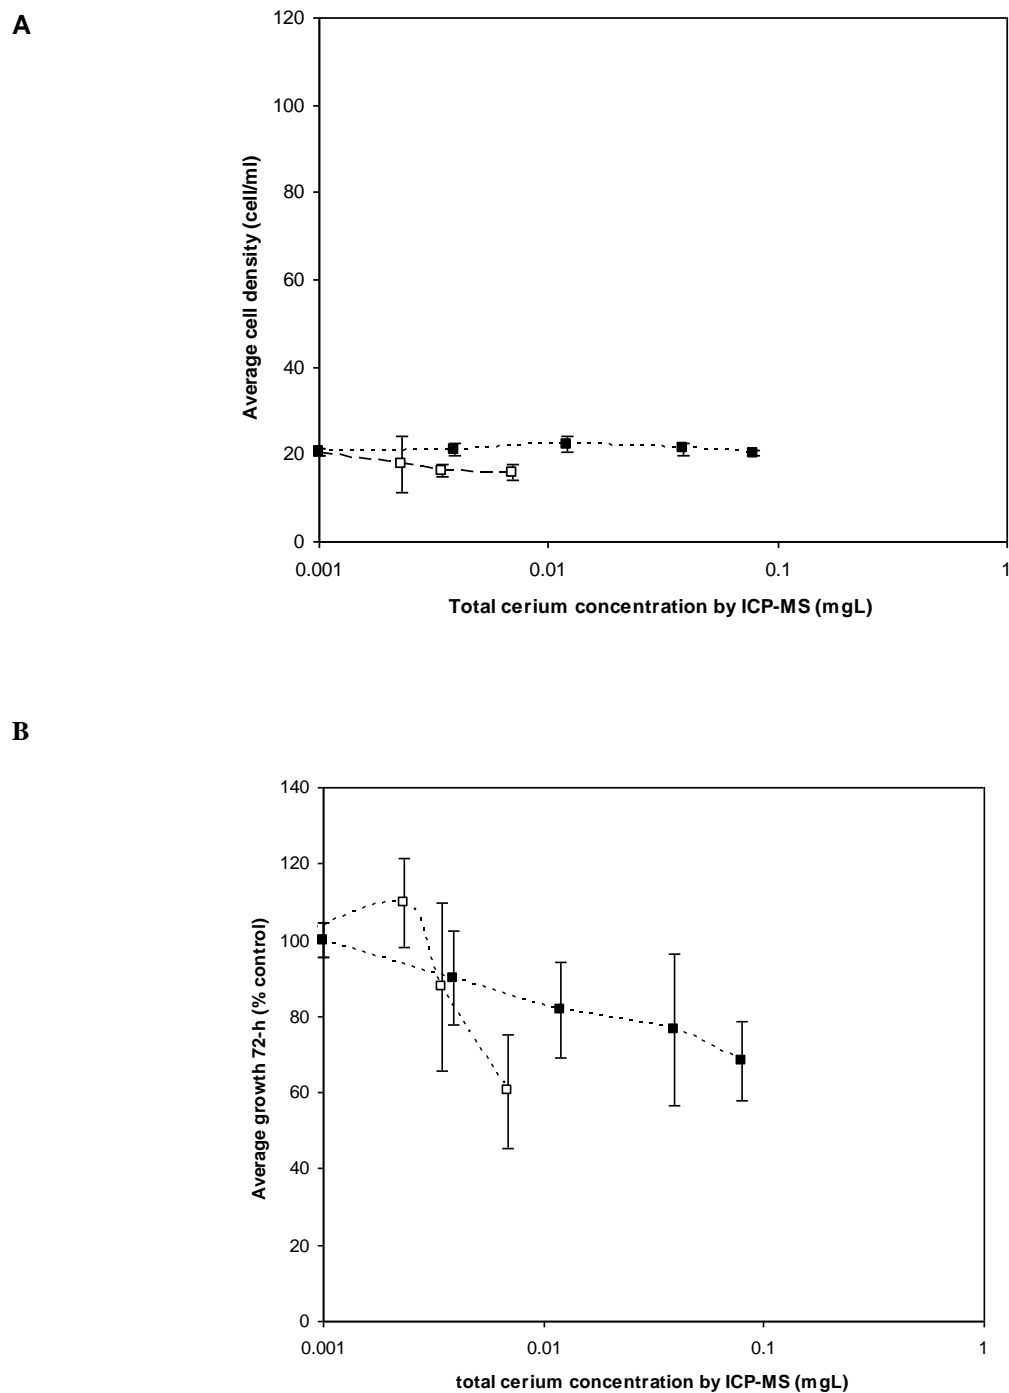 A
120
100
80
60
40
20
0
Average cell density (cell/ml)
0.001 0.01 0.1 1
Total cerium concentration by ICP-MS (mgL)
B
140
120
100
80
60
40
20
0
Average growth 72-h (% control)
0.001 0.01 0.1 1
total cerium concentration by ICP-MS (mgL)